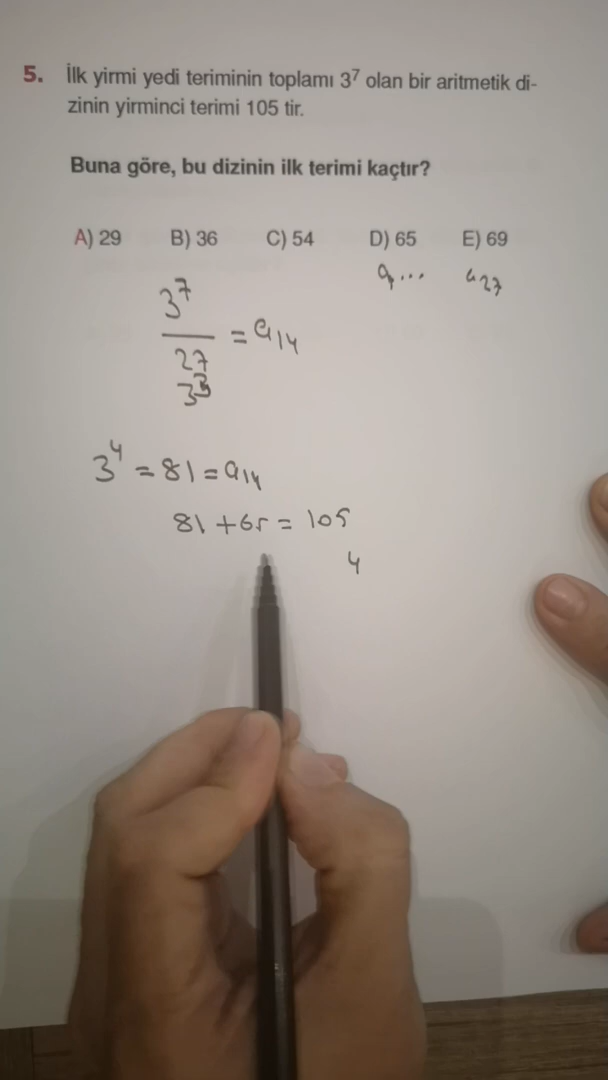 5. İlk yirmi yedi teriminin toplamı 3⁷ olan bir aritmetik di-
zinin yirminci terimi 105 tir.
Buna göre, bu dizinin ilk terimi kaçtır?
A) 29 B) 36 C) 54 D) 65 E) 69
a₂₇
3⁷
= a₁₄
27
3³
3⁴ = 81 = a₁₄
81 + 6r = 105
4